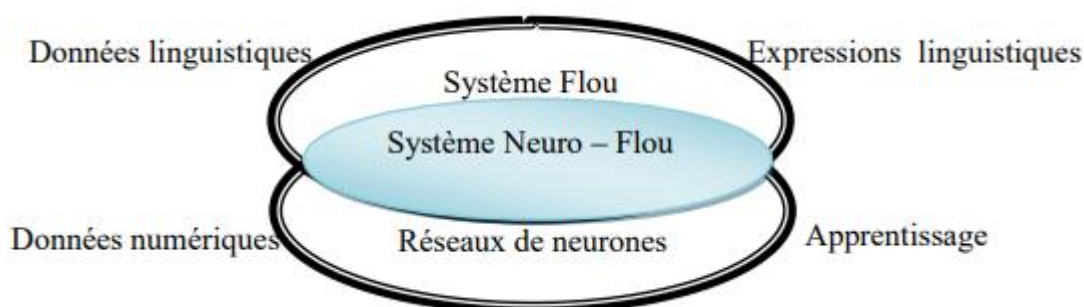 Données linguistiques
Expressions linguistiques
Système Flou
Système Neuro – Flou
Données numériques
Réseaux de neurones
Apprentissage